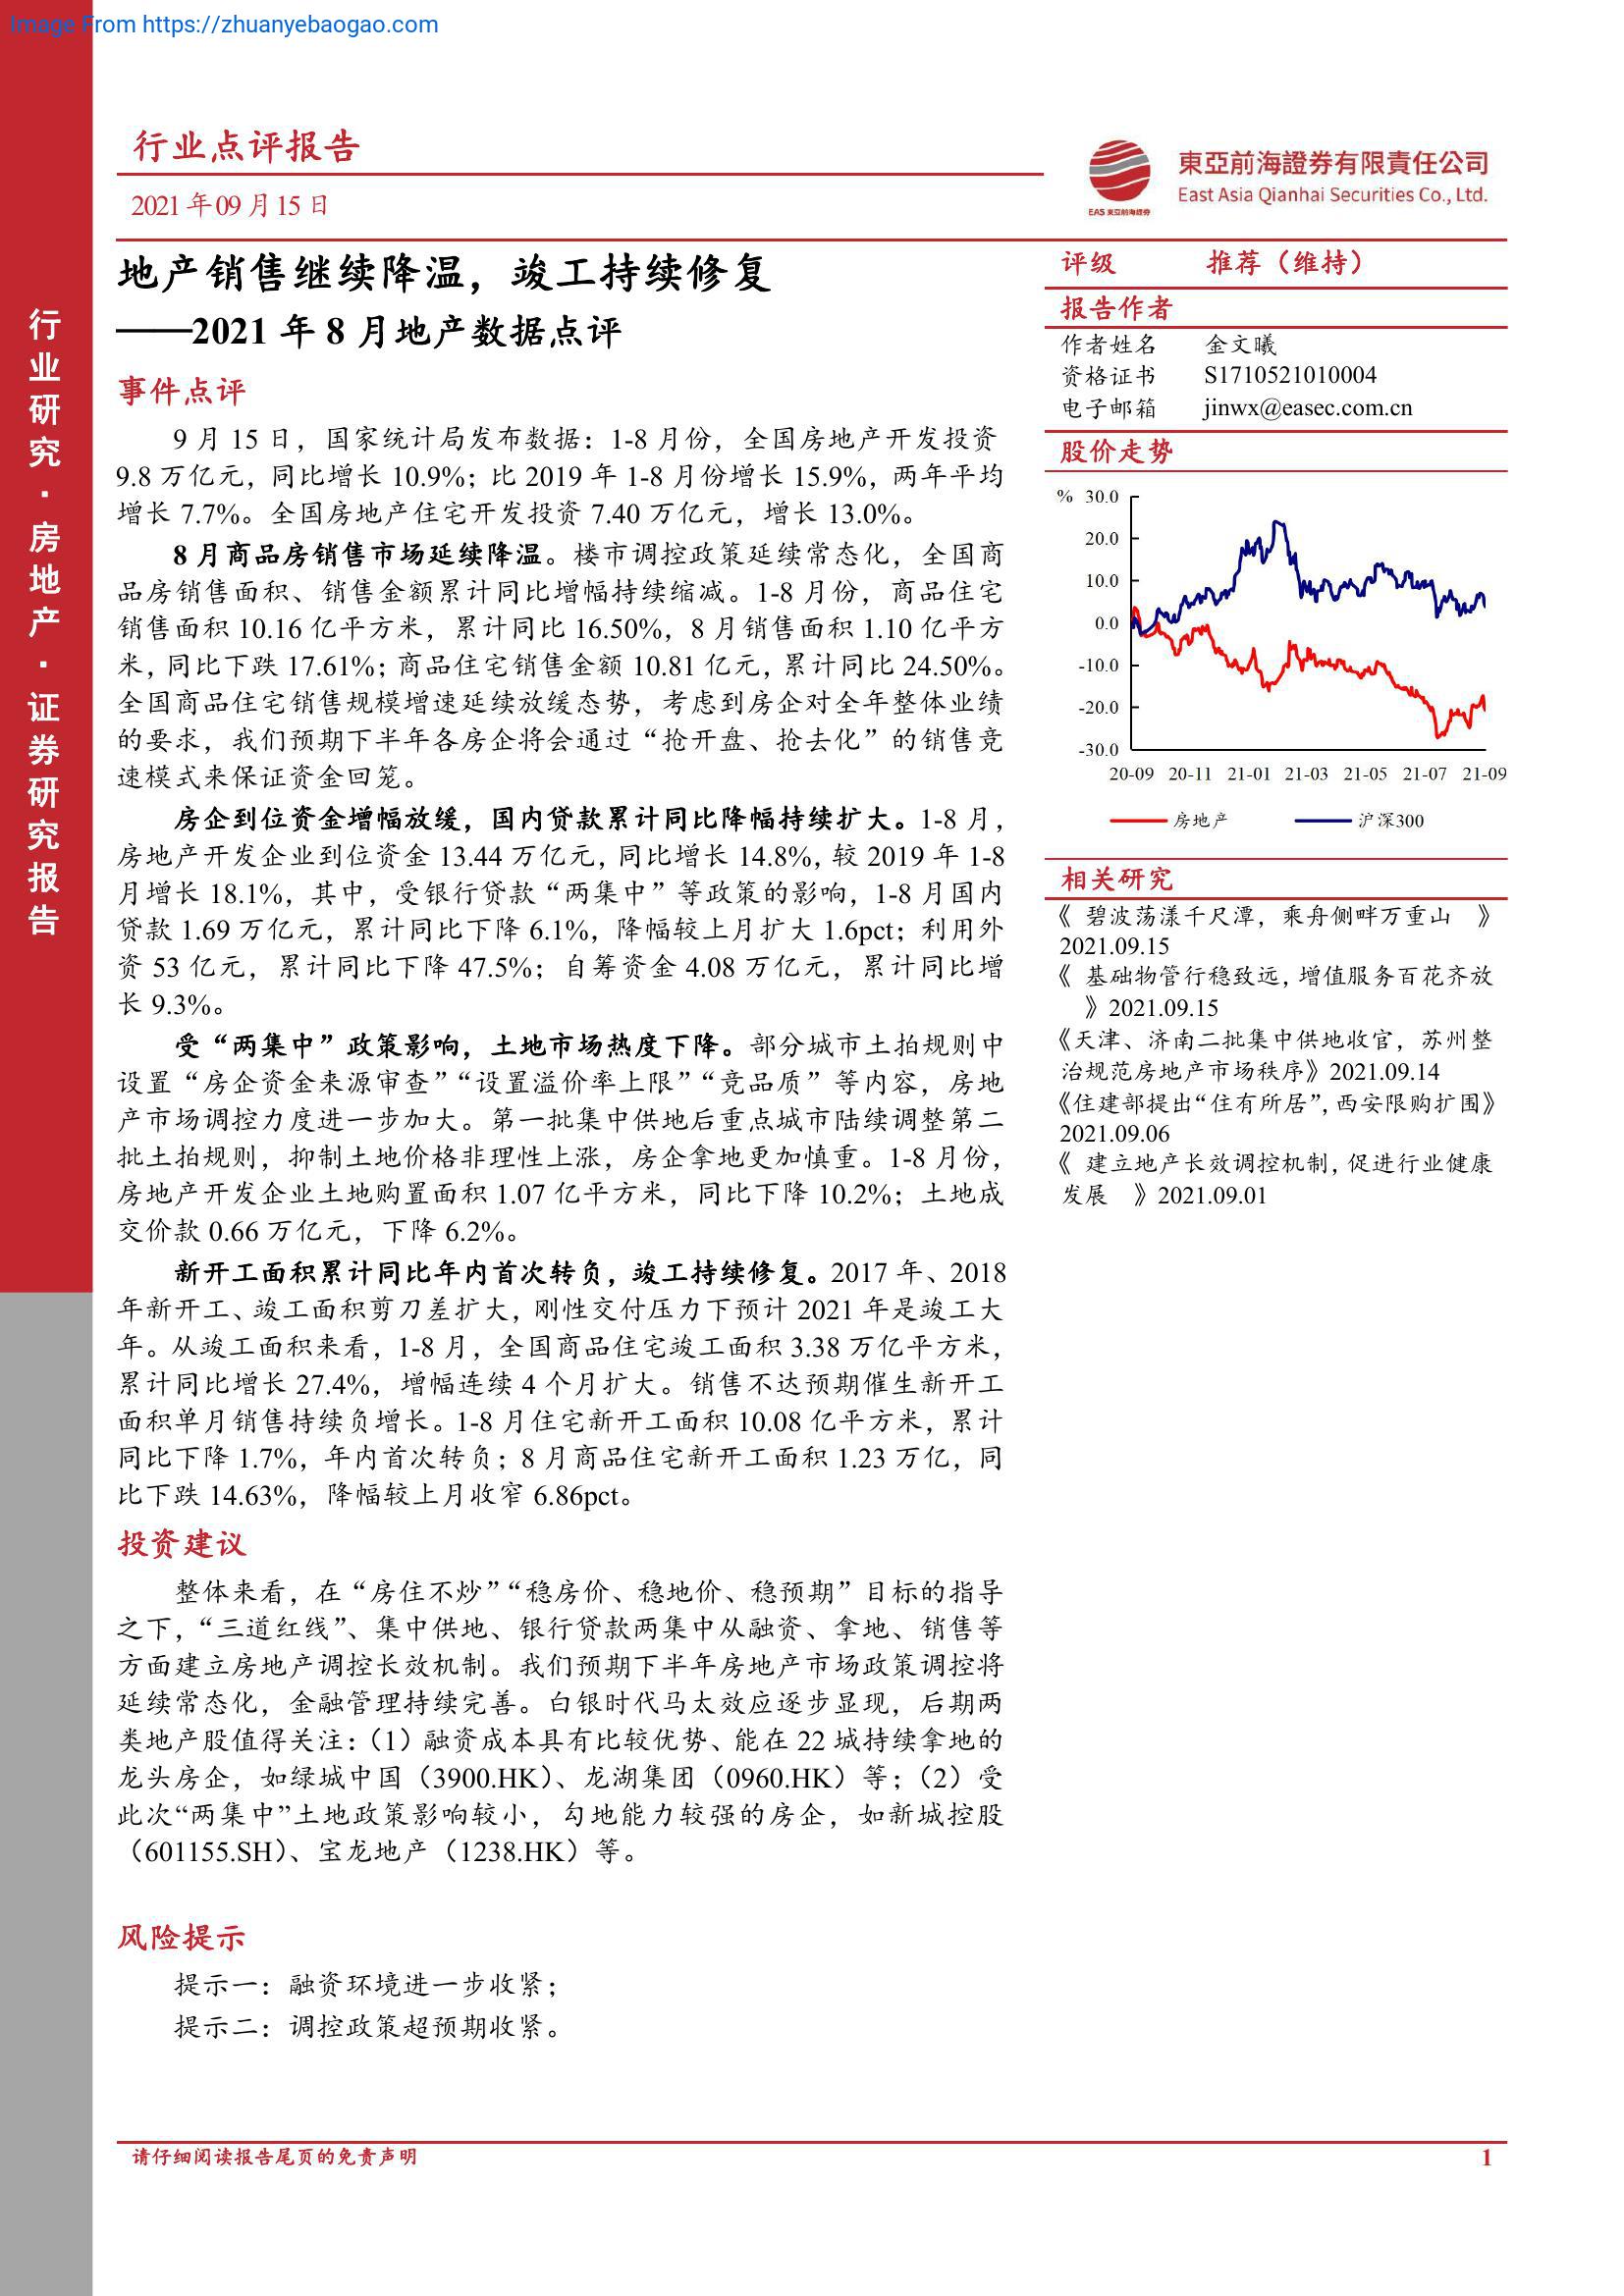 Image From https://zhuanyebaogao.com
行业点评报告
2021年09月15日
東亞前海證券有限責任公司
East Asia Qianhai Securities Co., Ltd.
EAS 東亞前海證券
行业研究·房地产·证券研究报告
地产销售继续降温，竣工持续修复
——2021 年 8 月地产数据点评
事件点评
9 月 15 日，国家统计局发布数据：1-8 月份，全国房地产开发投资
9.8 万亿元，同比增长 10.9%；比 2019 年 1-8 月份增长 15.9%，两年平均
增长 7.7%。全国房地产住宅开发投资 7.40 万亿元，增长 13.0%。
8 月商品房销售市场延续降温。楼市调控政策延续常态化，全国商
品房销售面积、销售金额累计同比增幅持续缩减。1-8 月份，商品住宅
销售面积 10.16 亿平方米，累计同比 16.50%，8 月销售面积 1.10 亿平方
米，同比下跌 17.61%；商品住宅销售金额 10.81 亿元，累计同比 24.50%。
全国商品住宅销售规模增速延续放缓态势，考虑到房企对全年整体业绩
的要求，我们预期下半年各房企将会通过“抢开盘、抢去化”的销售竞
速模式来保证资金回笼。
房企到位资金增幅放缓，国内贷款累计同比降幅持续扩大。1-8 月，
房地产开发企业到位资金 13.44 万亿元，同比增长 14.8%，较 2019 年 1-8
月增长 18.1%，其中，受银行贷款“两集中”等政策的影响，1-8 月国内
贷款 1.69 万亿元，累计同比下降 6.1%，降幅较上月扩大 1.6pct；利用外
资 53 亿元，累计同比下降 47.5%；自筹资金 4.08 万亿元，累计同比增
长 9.3%。
受“两集中”政策影响，土地市场热度下降。部分城市土拍规则中
设置“房企资金来源审查”“设置溢价率上限”“竞品质”等内容，房地
产市场调控力度进一步加大。第一批集中供地后重点城市陆续调整第二
批土拍规则，抑制土地价格非理性上涨，房企拿地更加慎重。1-8 月份，
房地产开发企业土地购置面积 1.07 亿平方米，同比下降 10.2%；土地成
交价款 0.66 万亿元，下降 6.2%。
新开工面积累计同比年内首次转负，竣工持续修复。2017 年、2018
年新开工、竣工面积剪刀差扩大，刚性交付压力下预计 2021 年是竣工大
年。从竣工面积来看，1-8 月，全国商品住宅竣工面积 3.38 万亿平方米，
累计同比增长 27.4%，增幅连续 4 个月扩大。销售不达预期催生新开工
面积单月销售持续负增长。1-8 月住宅新开工面积 10.08 亿平方米，累计
同比下降 1.7%，年内首次转负；8 月商品住宅新开工面积 1.23 万亿，同
比下跌 14.63%，降幅较上月收窄 6.86pct。
投资建议
整体来看，在“房住不炒”“稳房价、稳地价、稳预期”目标的指导
之下，“三道红线”、集中供地、银行贷款两集中从融资、拿地、销售等
方面建立房地产调控长效机制。我们预期下半年房地产市场政策调控将
延续常态化，金融管理持续完善。白银时代马太效应逐步显现，后期两
类地产股值得关注：（1）融资成本具有比较优势、能在 22 城持续拿地的
龙头房企，如绿城中国（3900.HK）、龙湖集团（0960.HK）等；（2）受
此次“两集中”土地政策影响较小，勾地能力较强的房企，如新城控股
（601155.SH）、宝龙地产（1238.HK）等。
风险提示
提示一：融资环境进一步收紧；
提示二：调控政策超预期收紧。
评级 推荐（维持）
报告作者
作者姓名 金文曦
资格证书 S1710521010004
电子邮箱 jinwx@easec.com.cn
股价走势
% 30.0
20.0
10.0
0.0
-10.0
-20.0
-30.0
20-09 20-11 21-01 21-03 21-05 21-07 21-09
房地产 沪深300
相关研究
《 碧波荡漾千尺潭，乘舟侧畔万重山 》
2021.09.15
《 基础物管行稳致远，增值服务百花齐放
》2021.09.15
《天津、济南二批集中供地收官，苏州整
治规范房地产市场秩序》2021.09.14
《住建部提出“住有所居”，西安限购扩围》
2021.09.06
《 建立地产长效调控机制，促进行业健康
发展 》2021.09.01
请仔细阅读报告尾页的免责声明
1